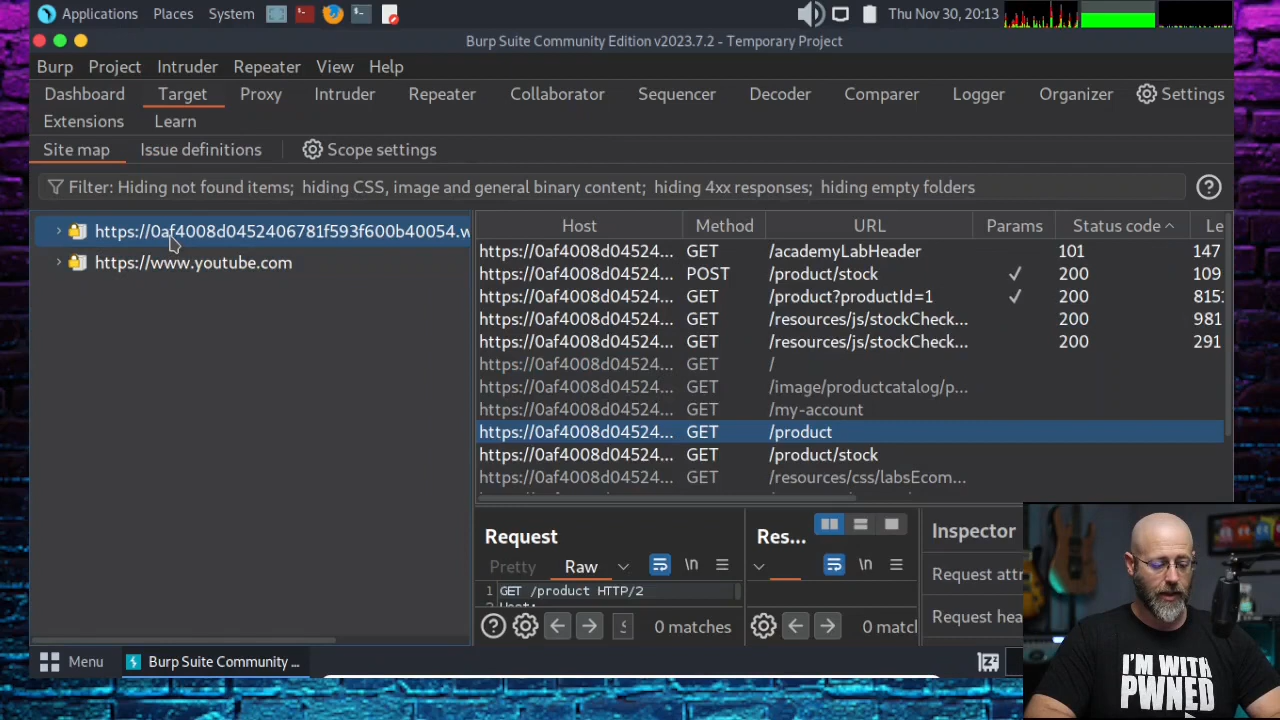 Applications Places System Thu Nov 30, 20:13
Burp Suite Community Edition v2023.7.2 - Temporary Project
Burp Project Intruder Repeater View Help
Dashboard Target Proxy Intruder Repeater Collaborator Sequencer Decoder Comparer Logger Organizer Settings
Extensions Learn
Site map Issue definitions Scope settings
Filter: Hiding not found items; hiding CSS, image and general binary content; hiding 4xx responses; hiding empty folders ?
https://0af4008d0452406781f593f600b40054.w
https://www.youtube.com
Host Method URL Params Status code Le
https://0af4008d04524... GET /academyLabHeader 101 147
https://0af4008d04524... POST /product/stock ✓ 200 109
https://0af4008d04524... GET /product?productId=1 ✓ 200 8151
https://0af4008d04524... GET /resources/js/stockCheck... 200 981
https://0af4008d04524... GET /resources/js/stockCheck... 200 291
https://0af4008d04524... GET /
https://0af4008d04524... GET /image/productcatalog/p...
https://0af4008d04524... GET /my-account
https://0af4008d04524... GET /product
https://0af4008d04524... GET /product/stock
https://0af4008d04524... GET /resources/css/labsEcom...
Request Res... Inspector
Pretty Raw \n \n Request attr
1 GET /product HTTP/2
Host:
Request hea
? S 0 matches 0 match
Menu Burp Suite Community ...
I'M WITH
PWNED